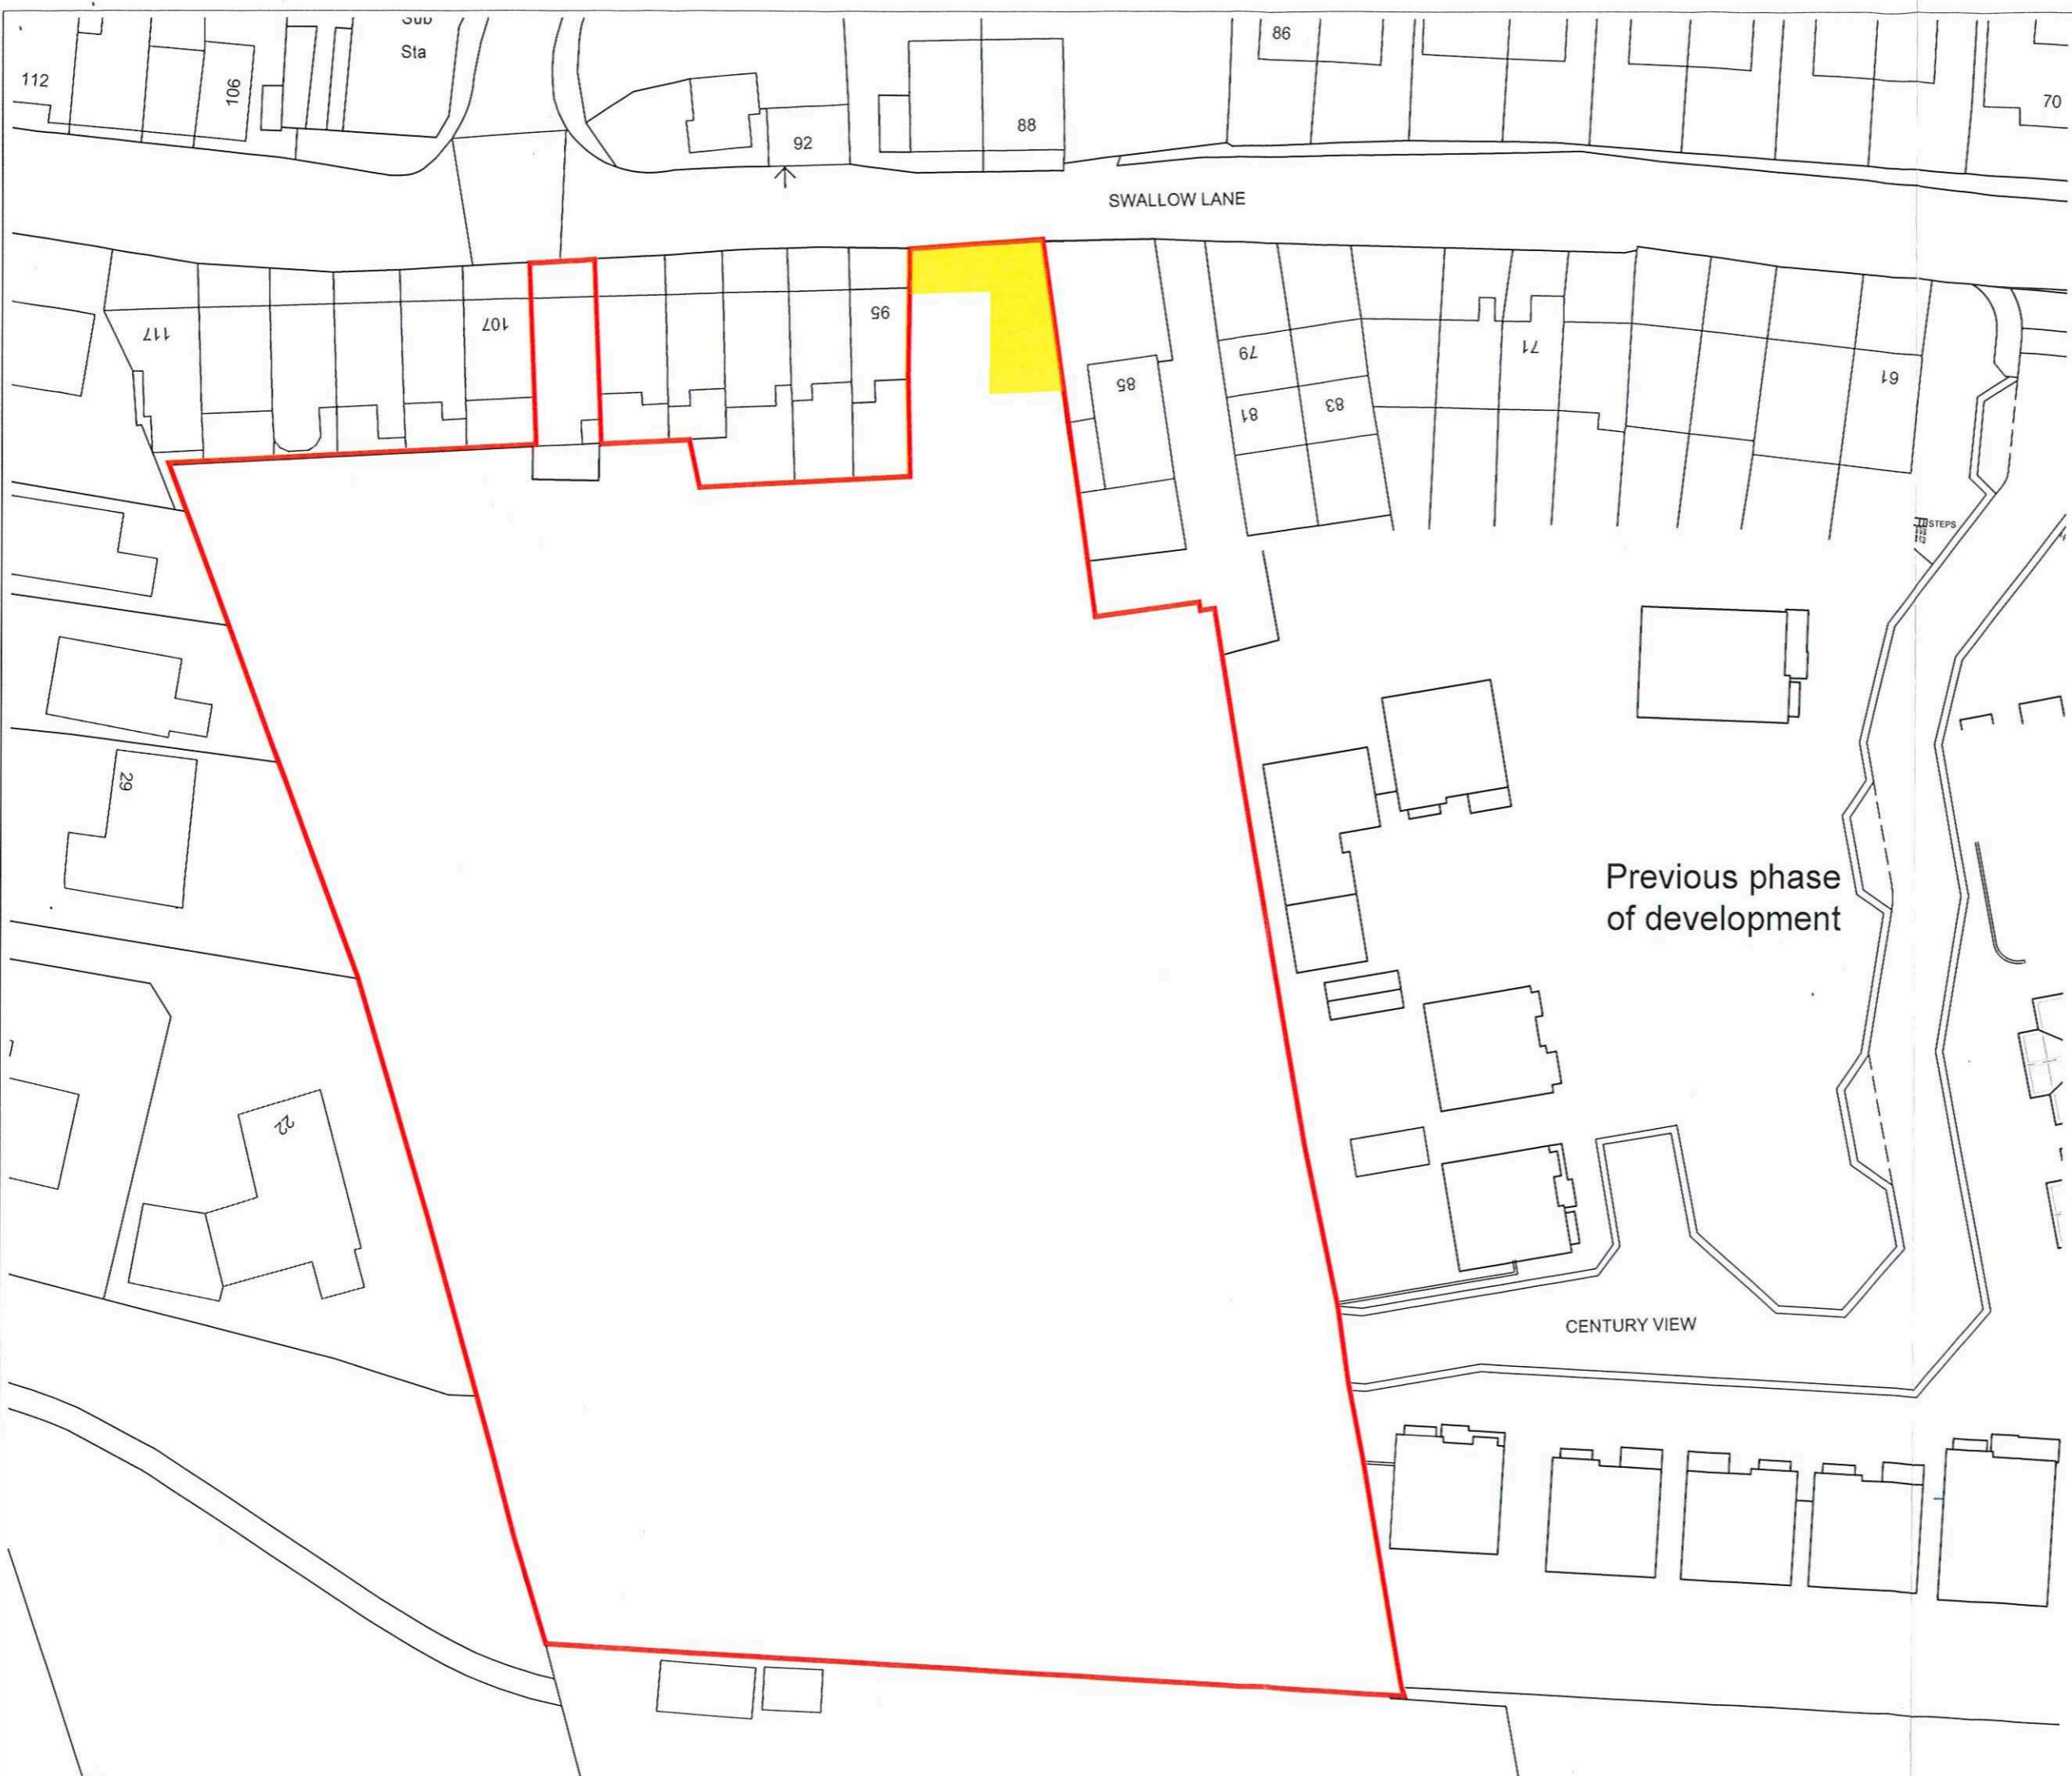 Sub
Sta
86
112
106
70
92
88
SWALLOW LANE
117
107
95
85
79
71
61
81
83
STEPS
29
Previous phase
of development
22
CENTURY VIEW